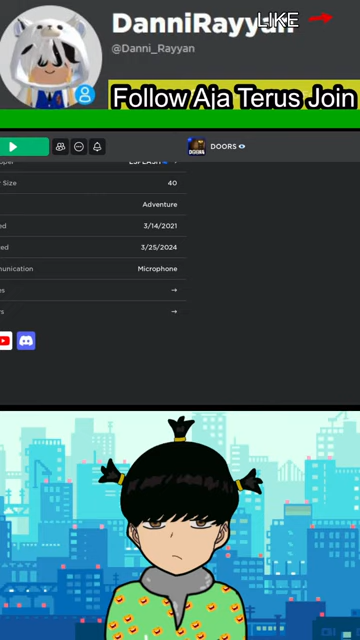 DanniRayyan
LIKE
@Danni_Rayyan
Follow Aja Terus Join
DOORS
Size 40
Adventure
3/14/2021
3/25/2024
Microphone